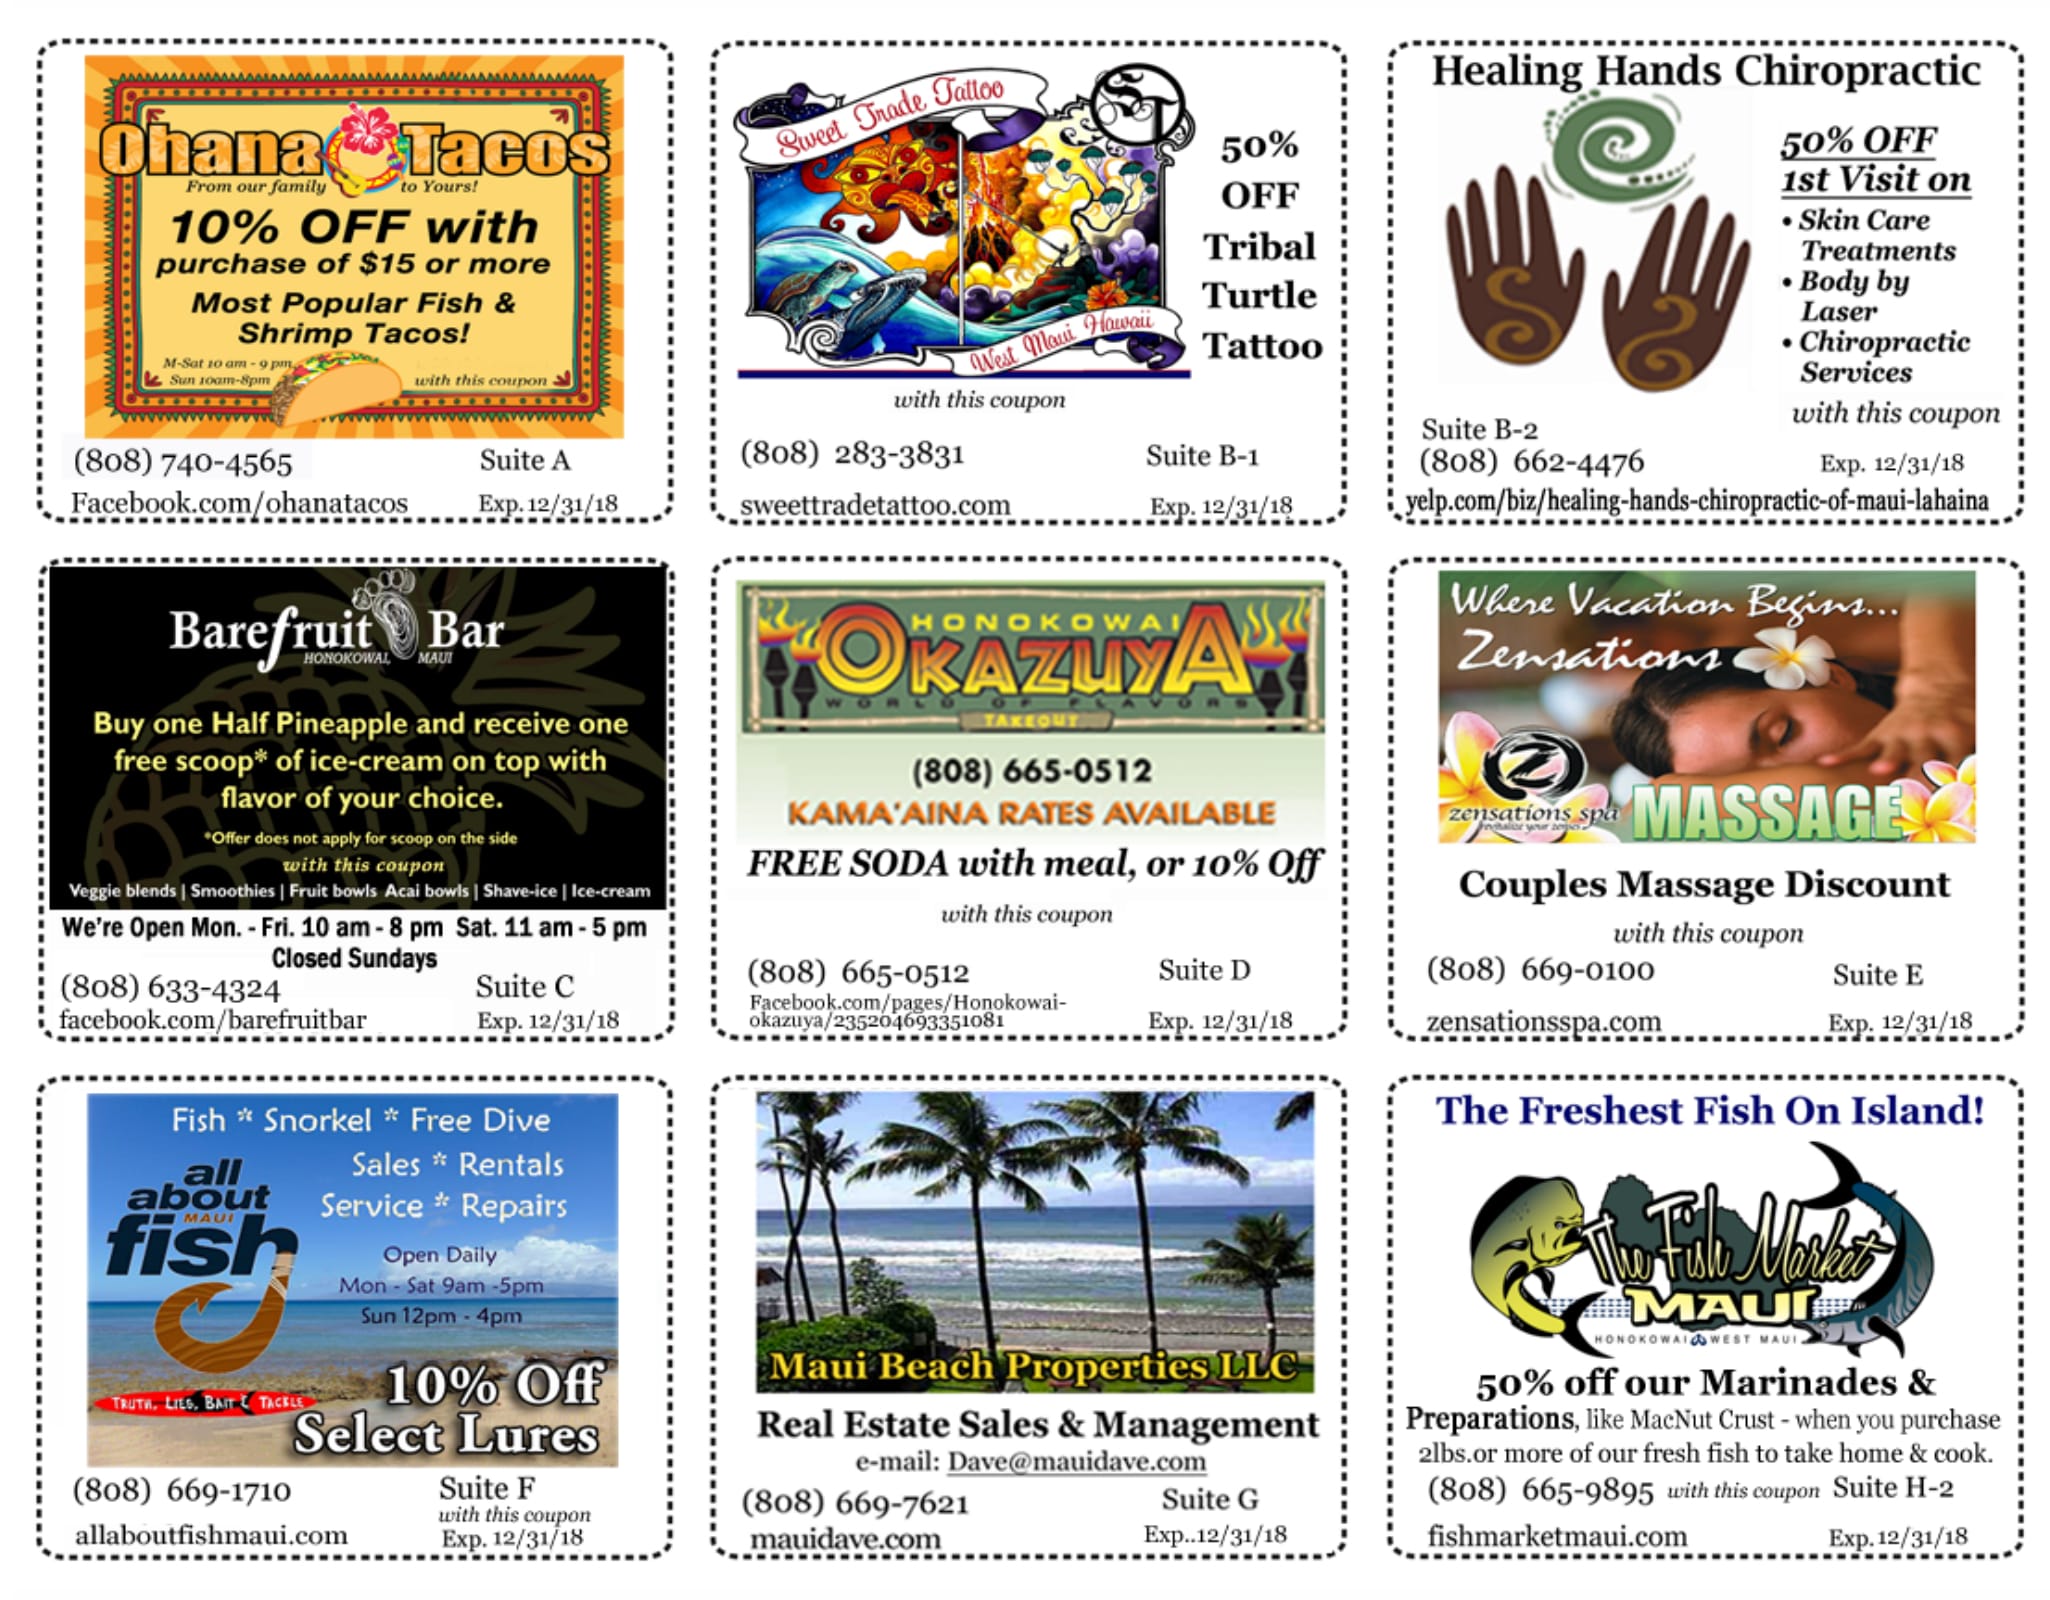 Ohana Tacos
From our family to Yours!
10% OFF with
purchase of $15 or more
Most Popular Fish &
Shrimp Tacos!
M-Sat 10 am - 9 pm
Sun 10am-8pm
with this coupon
(808) 740-4565
Suite A
Facebook.com/ohanatacos
Exp. 12/31/18
Sweet Trade Tattoo
ST
50%
OFF
Tribal
Turtle
Tattoo
West Maui Hawaii
with this coupon
(808) 283-3831
Suite B-1
sweettradetattoo.com
Exp. 12/31/18
Healing Hands Chiropractic
50% OFF
1st Visit on
• Skin Care
Treatments
• Body by
Laser
• Chiropractic
Services
with this coupon
Suite B-2
(808) 662-4476
Exp. 12/31/18
yelp.com/biz/healing-hands-chiropractic-of-maui-lahaina
Barefruit Bar
HONOKOWAI, MAUI
Buy one Half Pineapple and receive one
free scoop* of ice-cream on top with
flavor of your choice.
*Offer does not apply for scoop on the side
with this coupon
Veggie blends | Smoothies | Fruit bowls Acai bowls | Shave-ice | Ice-cream
We're Open Mon. - Fri. 10 am - 8 pm Sat. 11 am - 5 pm
Closed Sundays
(808) 633-4324
Suite C
facebook.com/barefruitbar
Exp. 12/31/18
HONOKOWAI
OKAZUYA
WORLD OF FLAVORS
TAKEOUT
(808) 665-0512
KAMA'AINA RATES AVAILABLE
FREE SODA with meal, or 10% Off
with this coupon
(808) 665-0512
Suite D
Facebook.com/pages/Honokowai-
okazuya/235204693351081
Exp. 12/31/18
Where Vacation Begins...
Zensations
Z
zensations spa
revitalize your zenses
MASSAGE
Couples Massage Discount
with this coupon
(808) 669-0100
Suite E
zensationsspa.com
Exp. 12/31/18
Fish * Snorkel * Free Dive
Sales * Rentals
Service * Repairs
all
about
MAUI
fish
Open Daily
Mon - Sat 9am -5pm
Sun 12pm - 4pm
TRUTH, LIES, BAIT & TACKLE
10% Off
Select Lures
(808) 669-1710
Suite F
with this coupon
allaboutfishmaui.com
Exp. 12/31/18
Maui Beach Properties LLC
Real Estate Sales & Management
e-mail: Dave@mauidave.com
(808) 669-7621
Suite G
mauidave.com
Exp..12/31/18
The Freshest Fish On Island!
The Fish Market
MAUI
HONOKOWAI WEST MAUI
50% off our Marinades &
Preparations, like MacNut Crust - when you purchase
2lbs.or more of our fresh fish to take home & cook.
(808) 665-9895 with this coupon Suite H-2
fishmarketmaui.com
Exp. 12/31/18